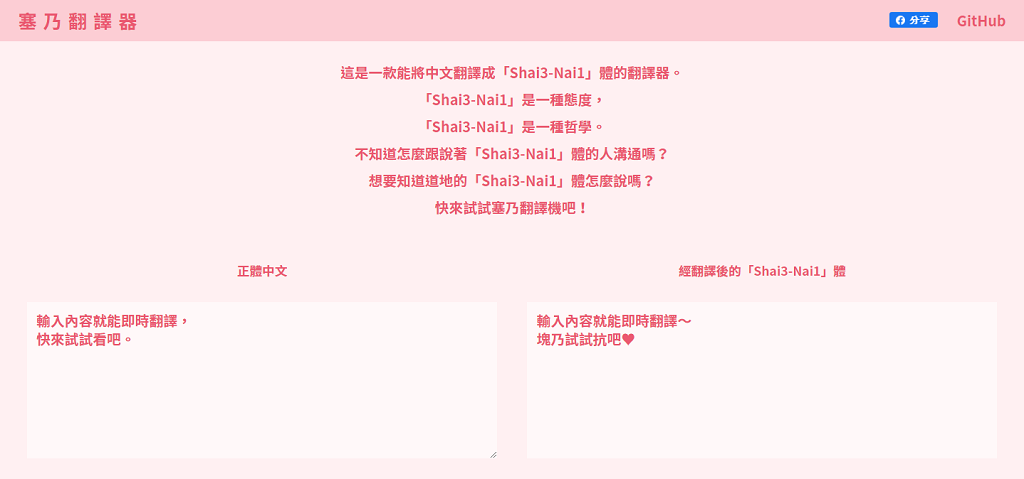 塞乃翻譯器
分享
GitHub
這是一款能將中文翻譯成「Shai3-Nai1」體的翻譯器。
「Shai3-Nai1」是一種態度，
「Shai3-Nai1」是一種哲學。
不知道怎麼跟說著「Shai3-Nai1」體的人溝通嗎？
想要知道道地的「Shai3-Nai1」體怎麼說嗎？
快來試試塞乃翻譯機吧！
正體中文
經翻譯後的「Shai3-Nai1」體
輸入內容就能即時翻譯，
快來試試看吧。
輸入內容就能即時翻譯～
塊乃試試抗吧♥